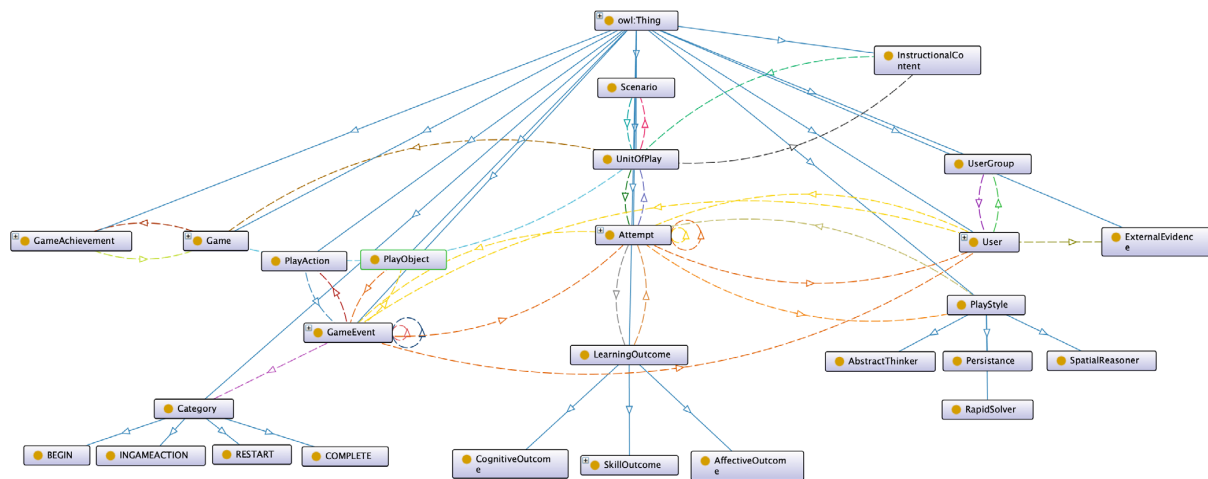 owl:Thing
InstructionalCo
ntent
Scenario
UnitOfPlay
UserGroup
GameAchievement
Game
Attempt
User
ExternalEvidenc
e
PlayAction
PlayObject
PlayStyle
GameEvent
LearningOutcome
AbstractThinker
Persistance
SpatialReasoner
Category
RapidSolver
BEGIN
INGAMEACTION
RESTART
COMPLETE
CognitiveOutcom
e
SkillOutcome
AffectiveOutcom
e